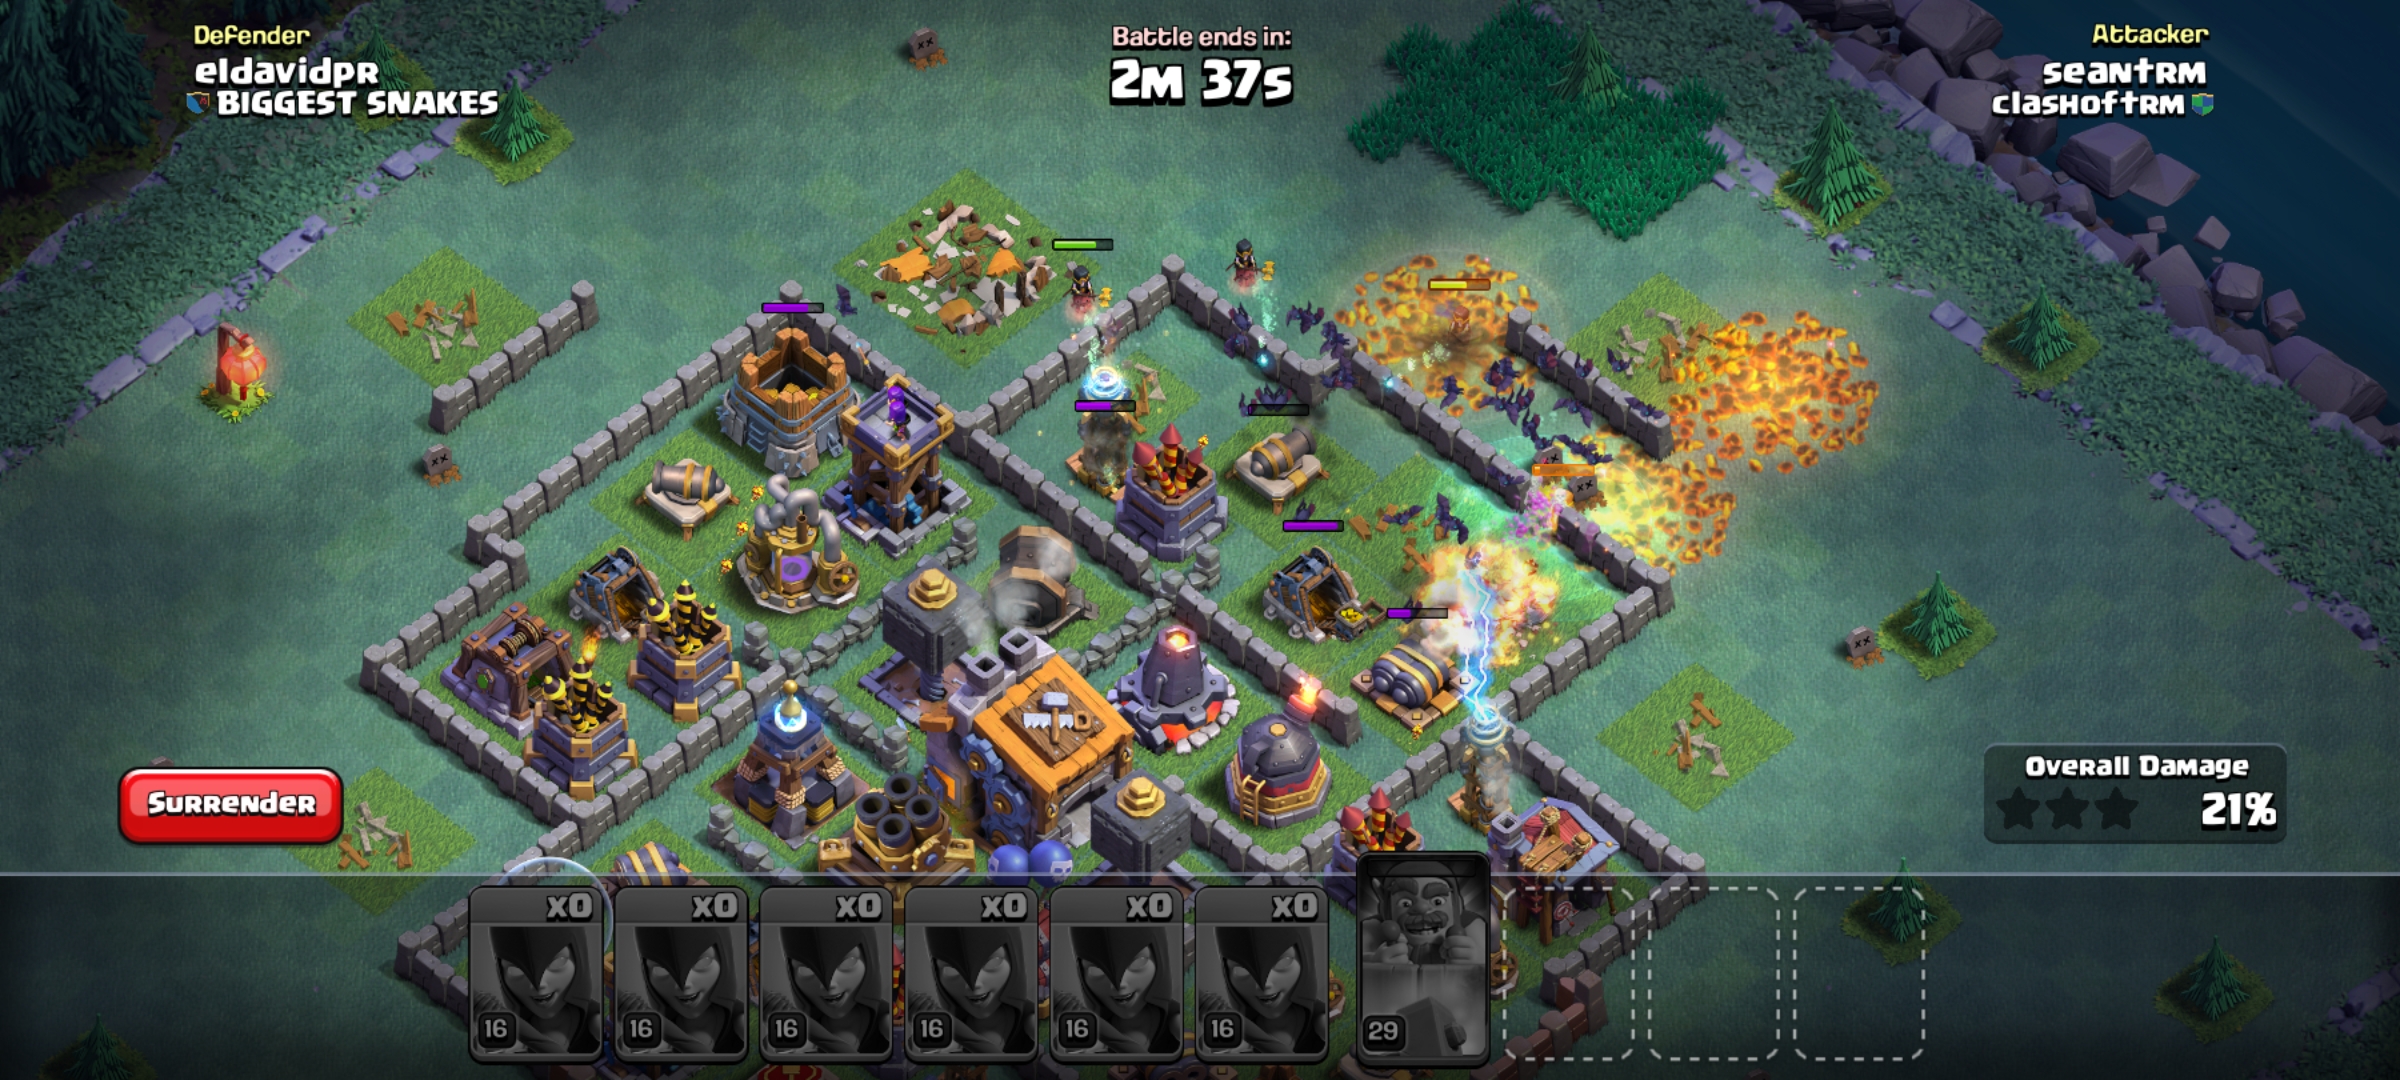 Defender
eldavidpr
BIGGEST SNAKES
Battle ends in:
2M 37s
Attacker
seantRM
clashoftRM
Surrender
Overall Damage
21%
x0 x0 x0 x0 x0 x0
16 16 16 16 16 16 29